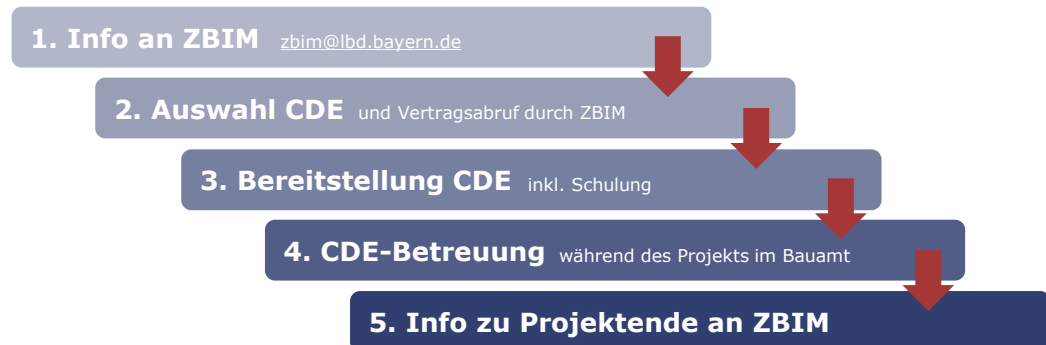 1. Info an ZBIM zbim@lbd.bayern.de
2. Auswahl CDE und Vertragsabruf durch ZBIM
3. Bereitstellung CDE inkl. Schulung
4. CDE-Betreuung während des Projekts im Bauamt
5. Info zu Projektende an ZBIM